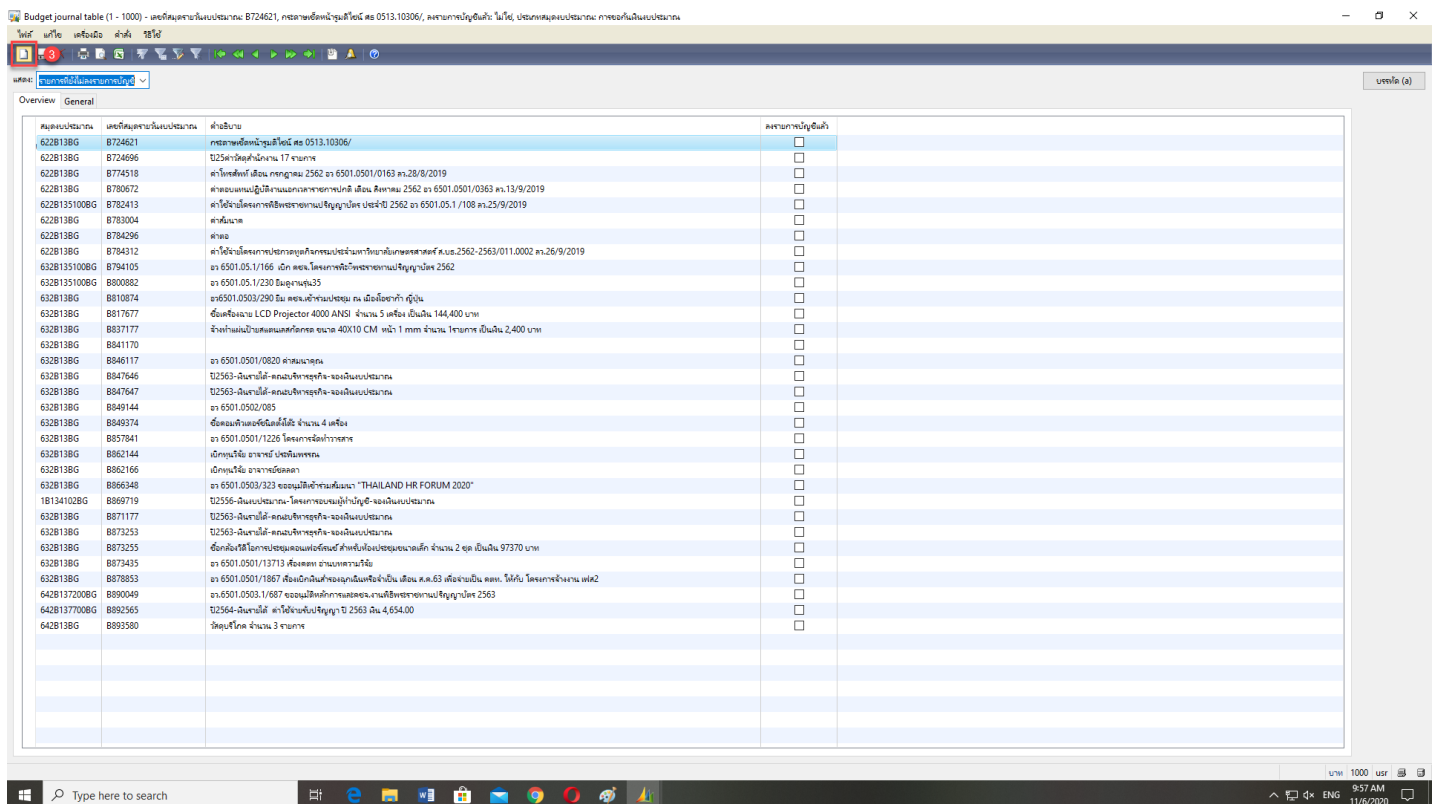 Budget journal table (1 - 1000) - เลขที่สมุดรายวันงบประมาณ: B724621, กระดาษเช็ดหน้ารูมดีไซน์ ศธ 0513.10306/, ลงรายการบัญชีแล้ว: ไม่ใช่, ประเภทสมุดงบประมาณ: การขอกันเงินงบประมาณ
ไฟล์ แก้ไข เครื่องมือ คำสั่ง วิธีใช้
3
แสดง: รายการที่ยังไม่ลงรายการบัญชี
บรรทัด (a)
Overview General
สมุดงบประมาณ เลขที่สมุดรายวันงบประมาณ คำอธิบาย ลงรายการบัญชีแล้ว
622B13BG B724621 กระดาษเช็ดหน้ารูมดีไซน์ ศธ 0513.10306/
622B13BG B724696 ปี25ค่าวัสดุสำนักงาน 17 รายการ
622B13BG B774518 ค่าโทรศัพท์ เดือน กรกฎาคม 2562 อว 6501.0501/0163 ลว.28/8/2019
622B13BG B780672 ค่าตอบแทนปฏิบัติงานนอกเวลาราชการปกติ เดือน สิงหาคม 2562 อว 6501.0501/0363 ลว.13/9/2019
622B135100BG B782413 ค่าใช้จ่ายโครงการพิธีพระราชทานปริญญาบัตร ประจำปี 2562 อว 6501.05.1 /108 ลว.25/9/2019
622B13BG B783004 ค่าสัมนาค
622B13BG B784296 ค่าตอ
622B13BG B784312 ค่าใช้จ่ายโครงการประกวดทูตกิจกรรมประจำมหาวิทยาลัยเกษตรศาสตร์ ส.บธ.2562-2563/011.0002 ลว.26/9/2019
632B135100BG B794105 อว 6501.05.1/166 เบิก คชจ.โครงการพิธีพระราชทานปริญญาบัตร 2562
632B135100BG B800882 อว 6501.05.1/230 ยืมดูงานรุ่น35
632B13BG B810874 อว6501.0503/290 ยืม คชจ.เข้าร่วมประชุม ณ เมืองโอซาก้า ญี่ปุ่น
632B13BG B817677 ซื้อเครื่องฉาย LCD Projector 4000 ANSI จำนวน 5 เครื่อง เป็นเงิน 144,400 บาท
632B13BG B837177 จ้างทำแผ่นป้ายสแตนเลสกัดกรด ขนาด 40X10 CM หน้า 1 mm จำนวน 1รายการ เป็นเงิน 2,400 บาท
632B13BG B841170
632B13BG B846117 อว 6501.0501/0820 ค่าสมนาคุณ
632B13BG B847646 ปี2563-เงินรายได้-คณะบริหารธุรกิจ-จองเงินงบประมาณ
632B13BG B847647 ปี2563-เงินรายได้-คณะบริหารธุรกิจ-จองเงินงบประมาณ
632B13BG B849144 อว 6501.0502/085
632B13BG B849374 ซื้อคอมพิวเตอร์ชนิดตั้งโต๊ะ จำนวน 4 เครื่อง
632B13BG B857841 อว 6501.0501/1226 โครงการจัดทำวารสาร
632B13BG B862144 เบิกทุนวิจัย อาจารย์ ประพิมพรรณ
632B13BG B862166 เบิกทุนวิจัย อาจารย์ชลลดา
632B13BG B866348 อว 6501.0503/323 ขออนุมัติเข้าร่วมสัมมนา "THAILAND HR FORUM 2020"
1B134102BG B869719 ปี2556-เงินงบประมาณ-โครงการอบรมผู้ทำบัญชี-จองเงินงบประมาณ
632B13BG B871177 ปี2563-เงินรายได้-คณะบริหารธุรกิจ-จองเงินงบประมาณ
632B13BG B873253 ปี2563-เงินรายได้-คณะบริหารธุรกิจ-จองเงินงบประมาณ
632B13BG B873255 ซื้อกล้องวิดีโอการประชุมคอนเฟอร์เรนซ์ สำหรับห้องประชุมขนาดเล็ก จำนวน 2 ชุด เป็นเงิน 97370 บาท
632B13BG B873435 อว 6501.0501/13713 เรื่องคตท อ่านบทความวิจัย
632B13BG B878853 อว 6501.0501/1867 เรื่องเบิกเงินสำรองฉุกเฉินหรือจำเป็น เดือน ส.ค.63 เพื่อจ่ายเป็น คตท. ให้กับ โครงการจ้างงาน เฟส2
642B137200BG B890049 อว.6501.0503.1/687 ขออนุมัติหลักการและคชจ.งานพิธีพระราชทานปริญญาบัตร 2563
642B137700BG B892565 ปี2564-เงินรายได้ ค่าใช้จ่ายรับปริญญา ปี 2563 เงิน 4,654.00
642B13BG B893580 วัสดุบริโภค จำนวน 3 รายการ
บาท 1000 usr
Type here to search
ENG 9:57 AM
11/6/2020